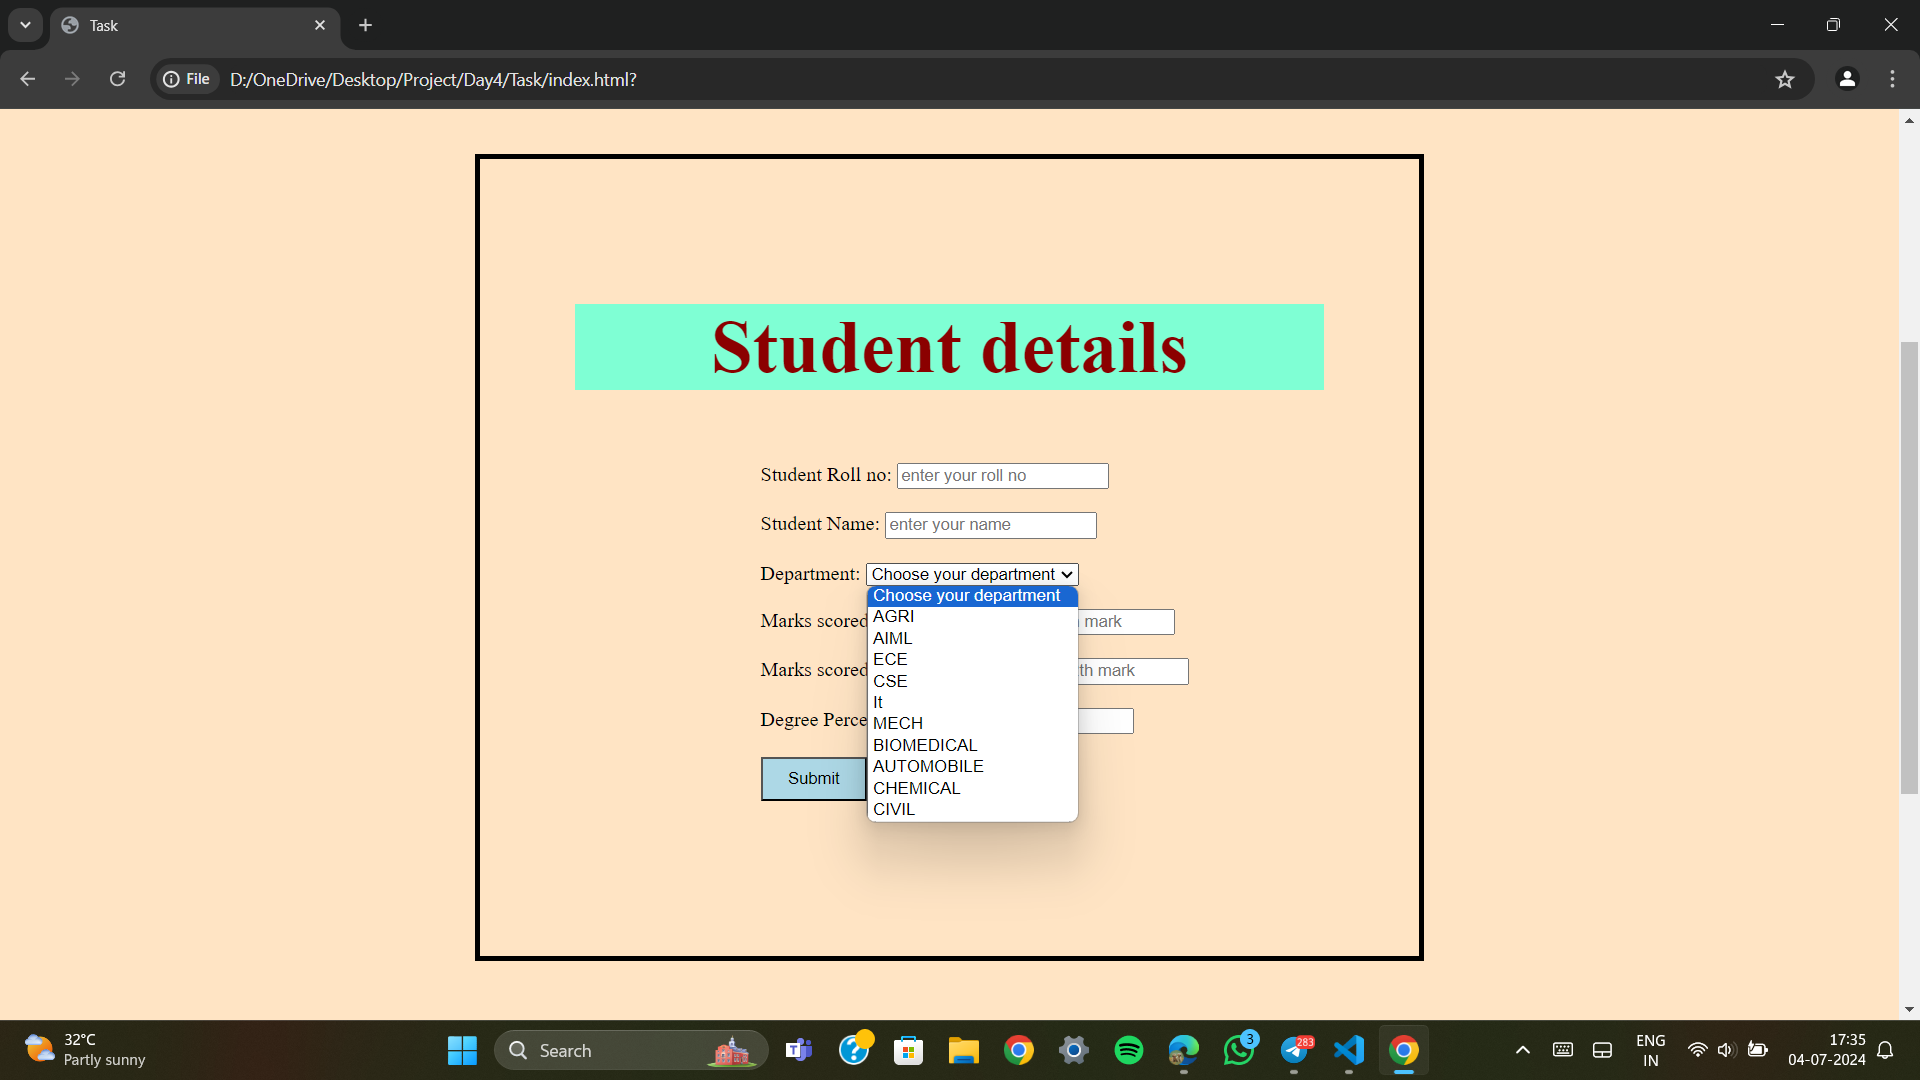 Task
File
D:/OneDrive/Desktop/Project/Day4/Task/index.html?
Student details
Student Roll no: enter your roll no
Student Name: enter your name
Department: Choose your department
Choose your department
AGRI
AIML
ECE
CSE
It
MECH
BIOMEDICAL
AUTOMOBILE
CHEMICAL
CIVIL
Marks scored mark
Marks scored th mark
Degree Perce
Submit
32°C
Partly sunny
Search
3
283
ENG
IN
17:35
04-07-2024